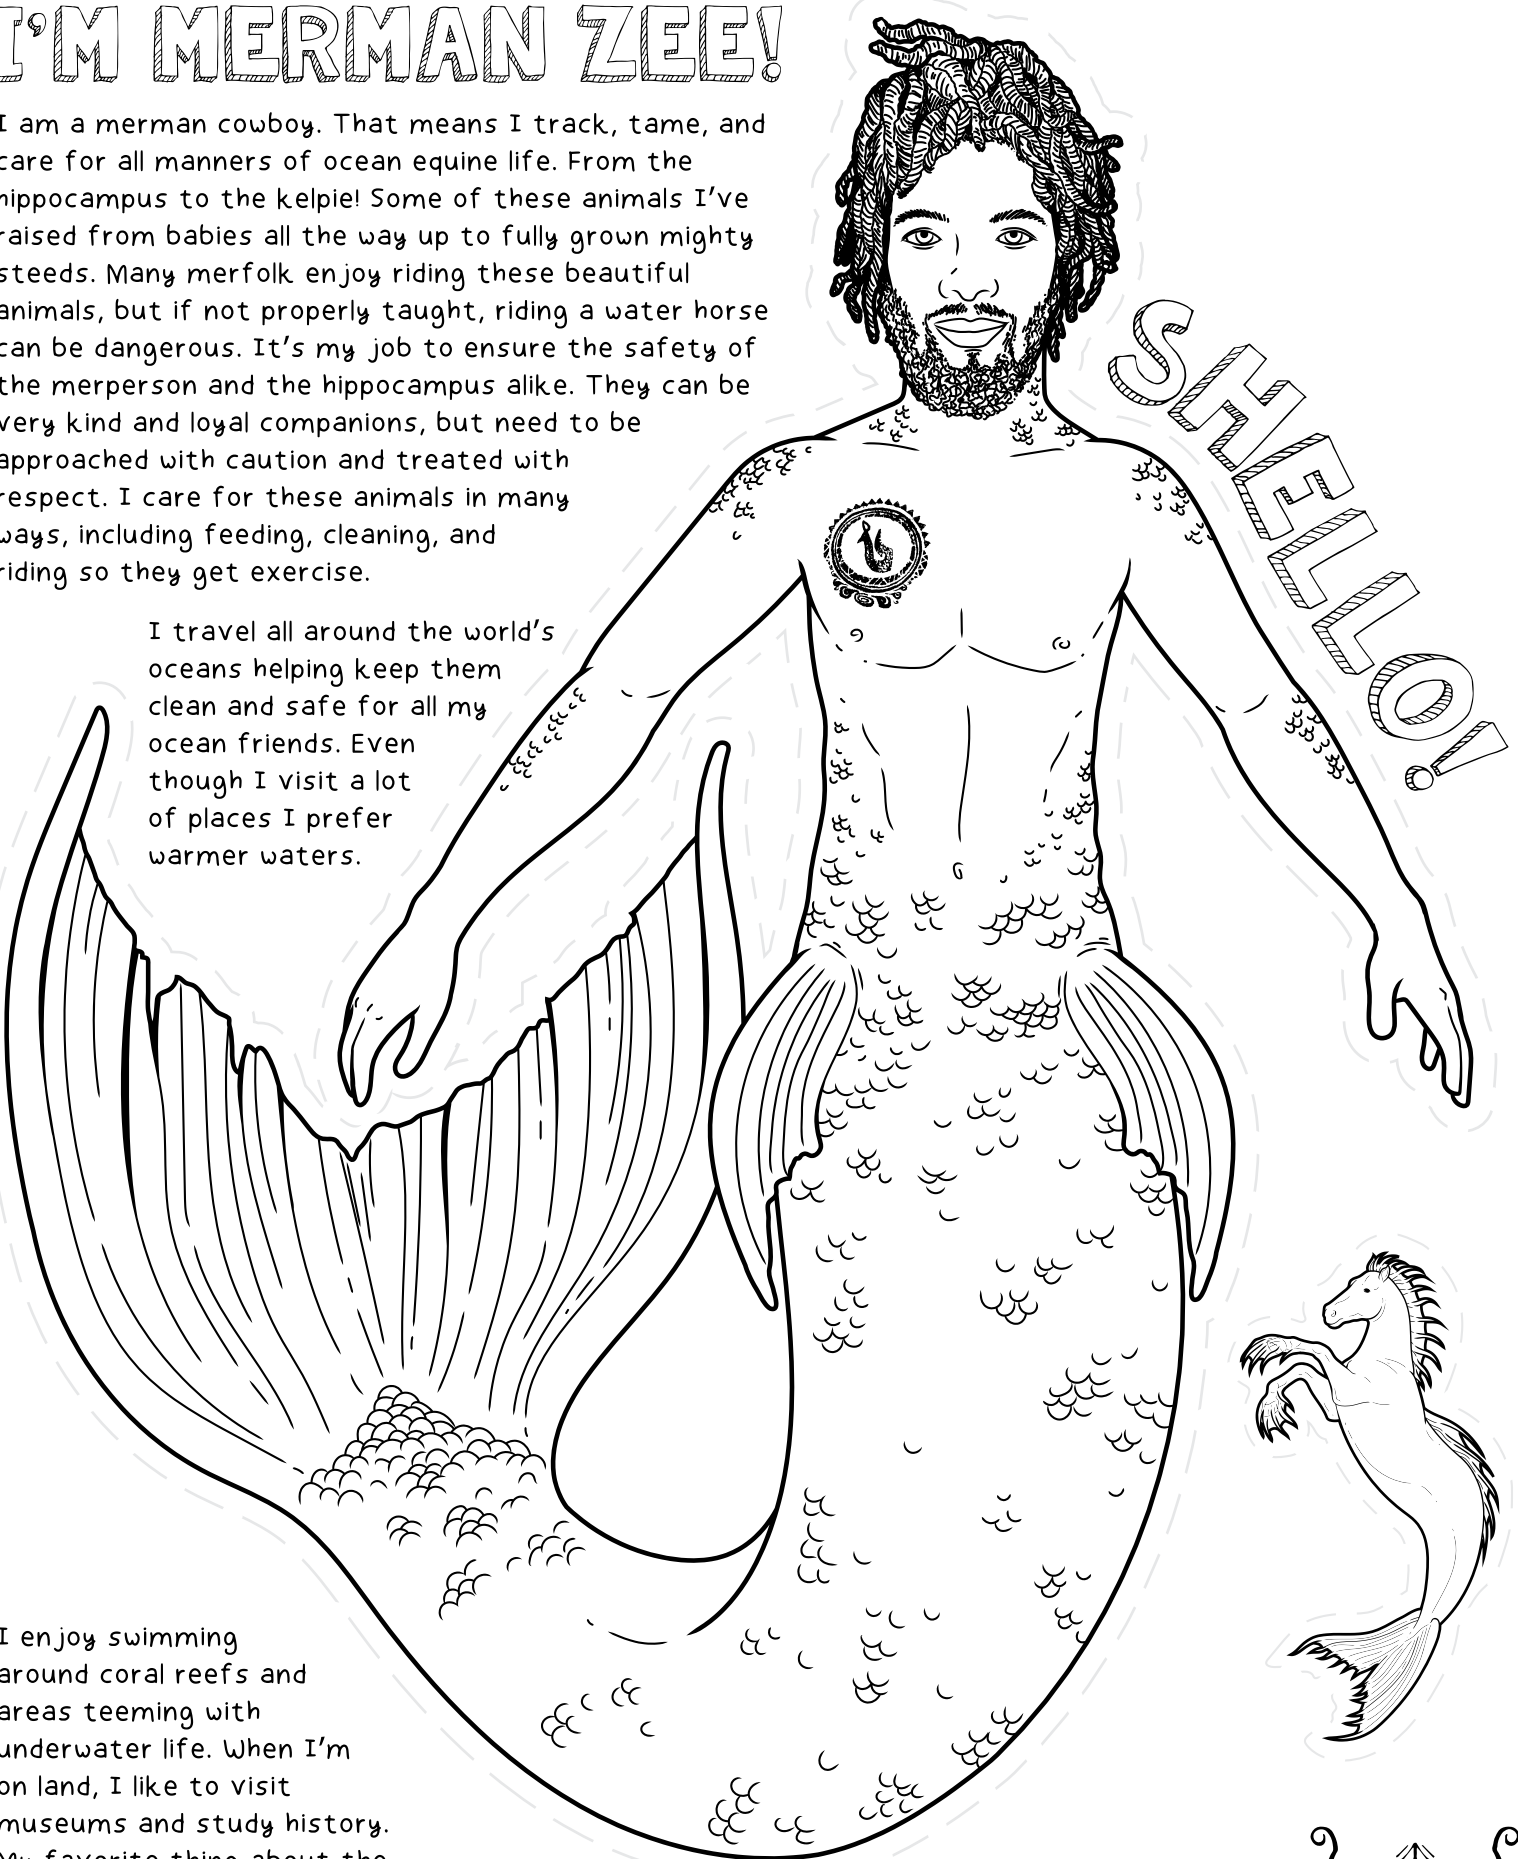 I'M MERMAN ZEE!
I am a merman cowboy. That means I track, tame, and
care for all manners of ocean equine life. From the
hippocampus to the kelpie! Some of these animals I've
raised from babies all the way up to fully grown mighty
steeds. Many merfolk enjoy riding these beautiful
animals, but if not properly taught, riding a water horse
can be dangerous. It's my job to ensure the safety of
the merperson and the hippocampus alike. They can be
very kind and loyal companions, but need to be
approached with caution and treated with
respect. I care for these animals in many
ways, including feeding, cleaning, and
riding so they get exercise.
SHELLO!
I travel all around the world's
oceans helping keep them
clean and safe for all my
ocean friends. Even
though I visit a lot
of places I prefer
warmer waters.
I enjoy swimming
around coral reefs and
areas teeming with
underwater life. When I'm
on land, I like to visit
museums and study history.
My favorite thing about the